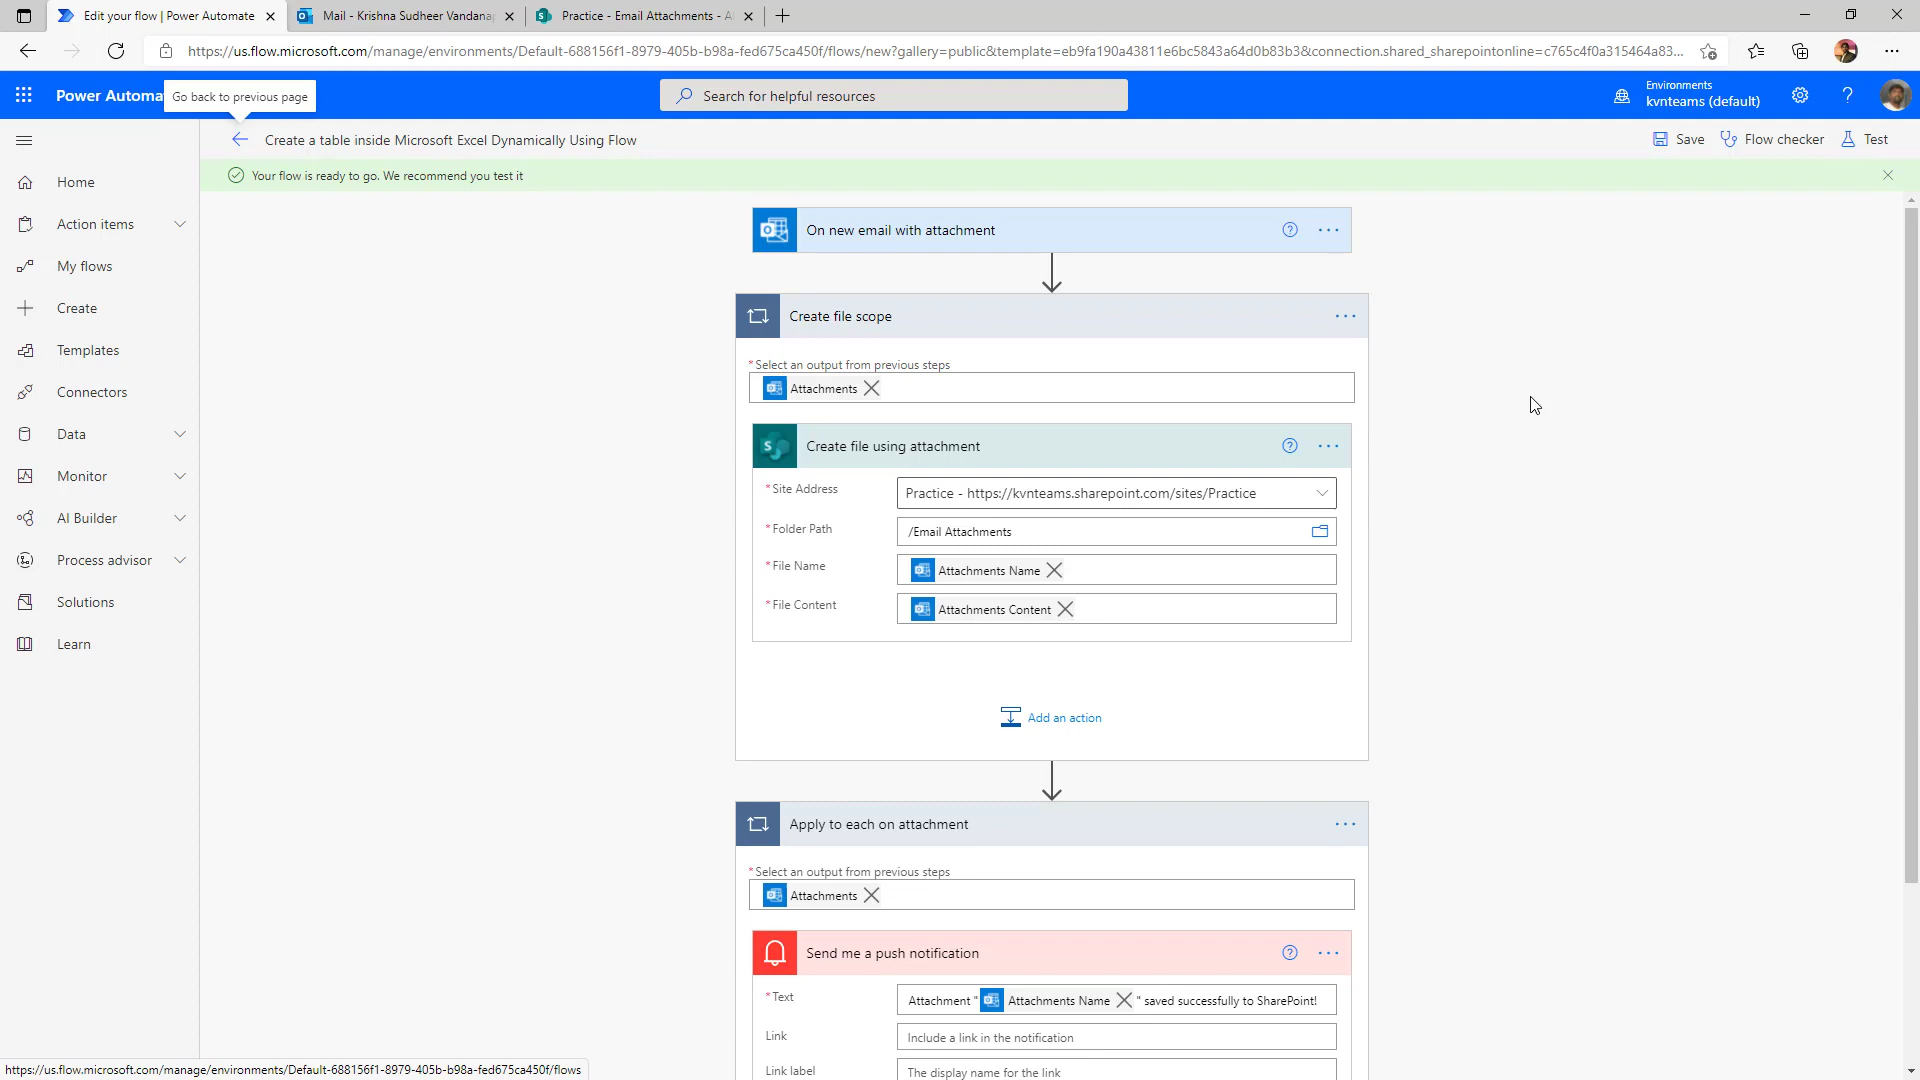 Edit your flow | Power Automate
Mail - Krishna Sudheer Vandana
Practice - Email Attachments - Al
https://us.flow.microsoft.com/manage/environments/Default-688156f1-8979-405b-b98a-fed675ca450f/flows/new?gallery=public&template=eb9fa190a43811e6bc5843a64d0b83b3&connection.shared_sharepointonline=c765c4f0a315464a83...
Power Automa
Go back to previous page
Search for helpful resources
Environments
kvnteams (default)
Create a table inside Microsoft Excel Dynamically Using Flow
Save
Flow checker
Test
Your flow is ready to go. We recommend you test it
Home
Action items
My flows
Create
Templates
Connectors
Data
Monitor
AI Builder
Process advisor
Solutions
Learn
On new email with attachment
Create file scope
* Select an output from previous steps
Attachments
Create file using attachment
* Site Address
Practice - https://kvnteams.sharepoint.com/sites/Practice
* Folder Path
/Email Attachments
* File Name
Attachments Name
* File Content
Attachments Content
Add an action
Apply to each on attachment
* Select an output from previous steps
Attachments
Send me a push notification
* Text
Attachment " Attachments Name " saved successfully to SharePoint!
Link
Include a link in the notification
Link label
The display name for the link
https://us.flow.microsoft.com/manage/environments/Default-688156f1-8979-405b-b98a-fed675ca450f/flows